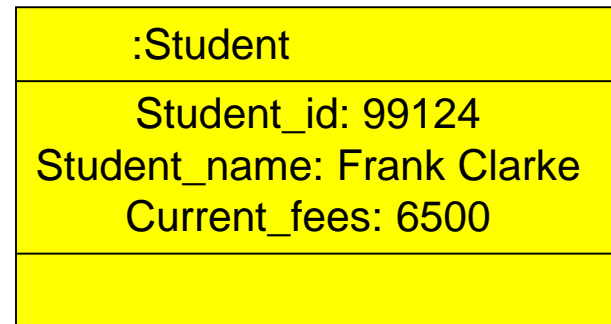 :Student
Student_id: 99124
Student_name: Frank Clarke
Current_fees: 6500